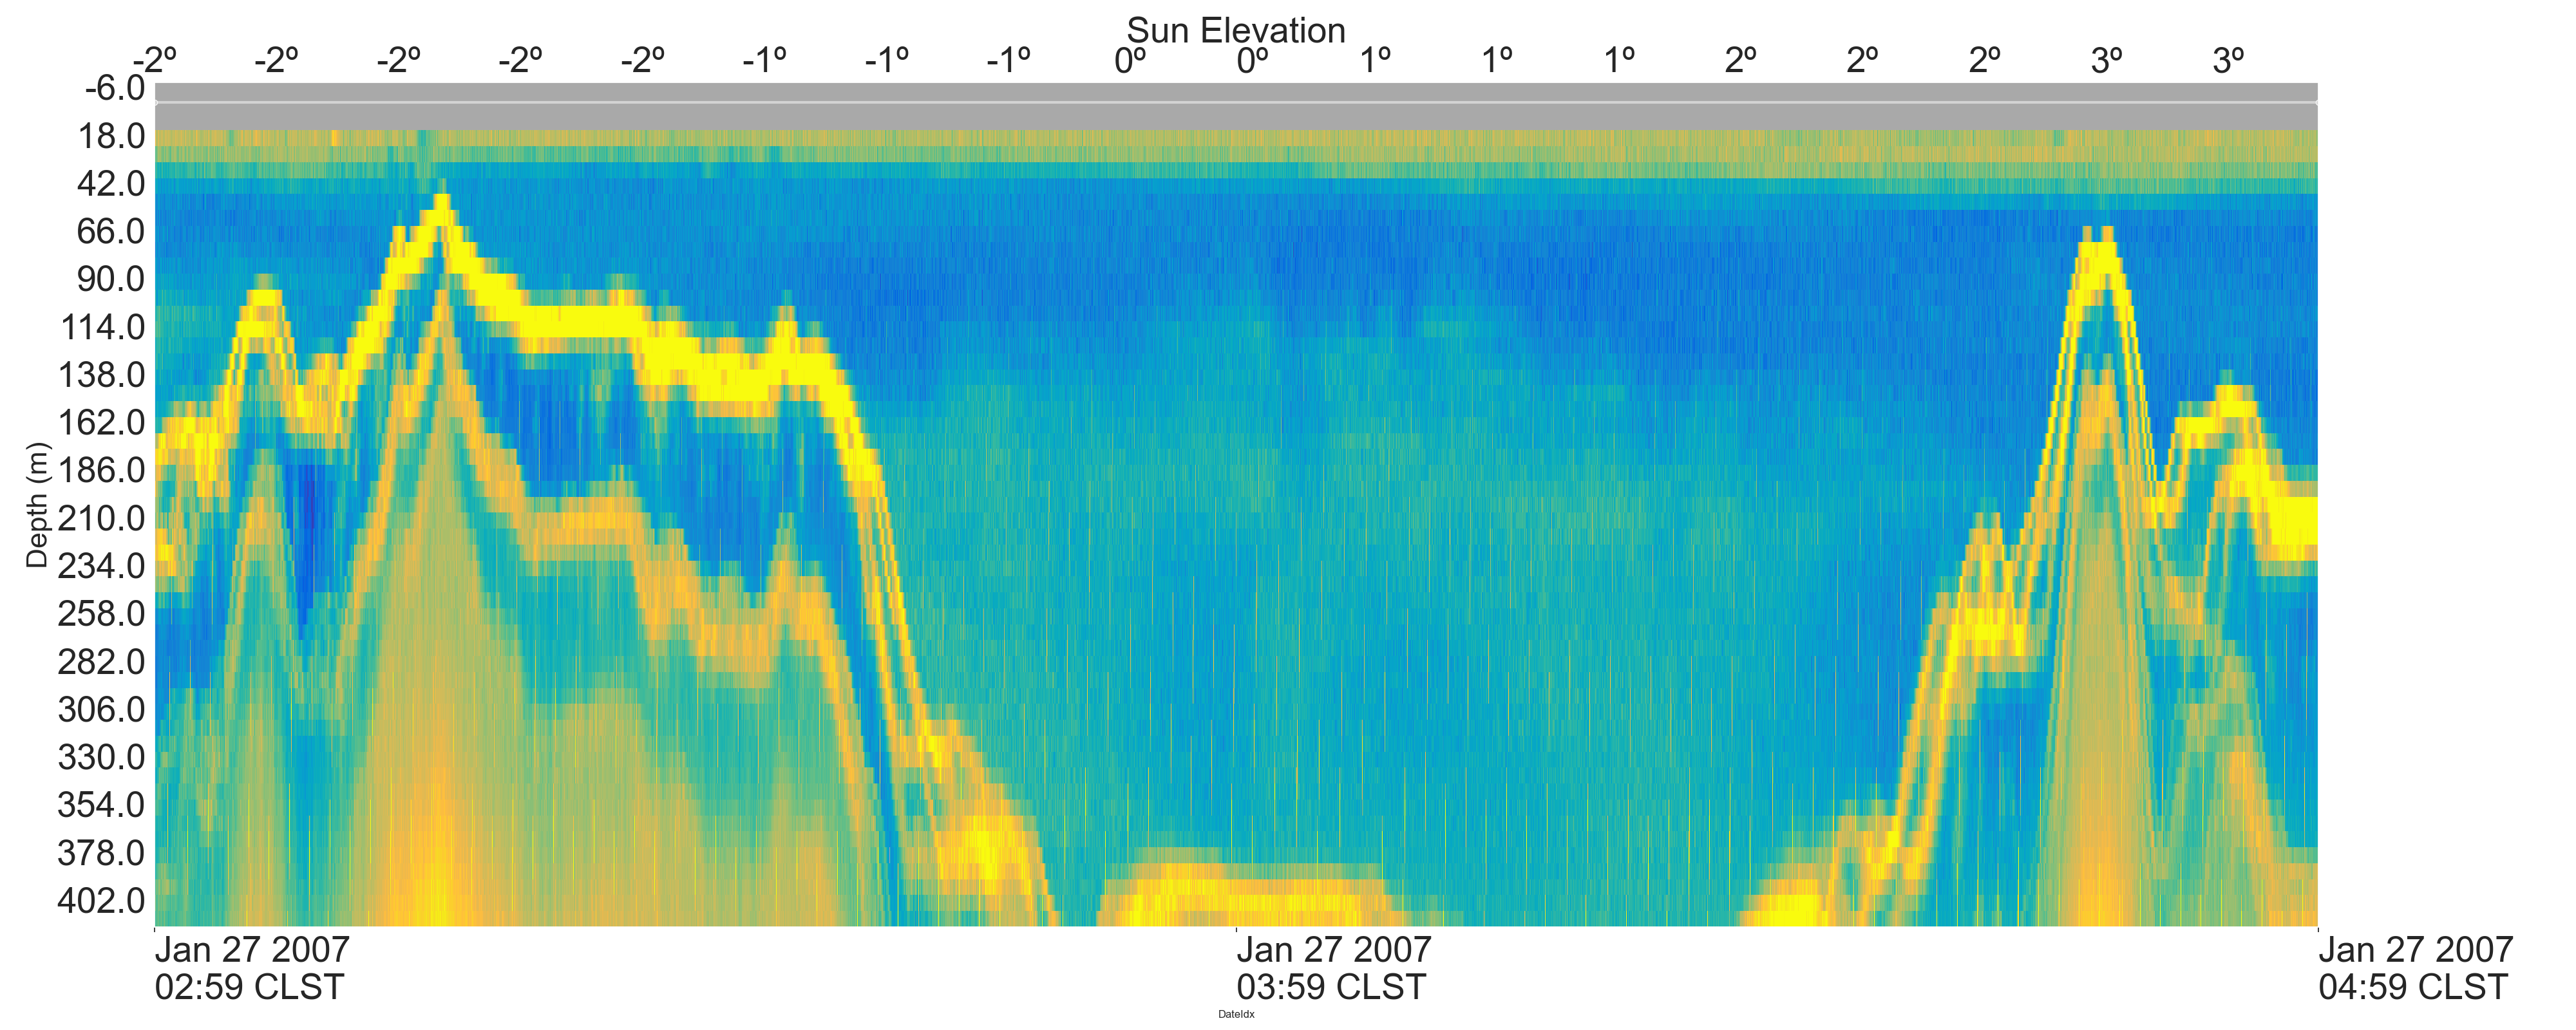 Sun Elevation
-2º -2º -2º -2º -2º -1º -1º -1º 0º 0º 1º 1º 1º 2º 2º 2º 3º 3º
-6.0
18.0
42.0
66.0
90.0
114.0
138.0
162.0
186.0
210.0
234.0
258.0
282.0
306.0
330.0
354.0
378.0
402.0
Depth (m)
Jan 27 2007
02:59 CLST
Jan 27 2007
03:59 CLST
Jan 27 2007
04:59 CLST
DateIdx